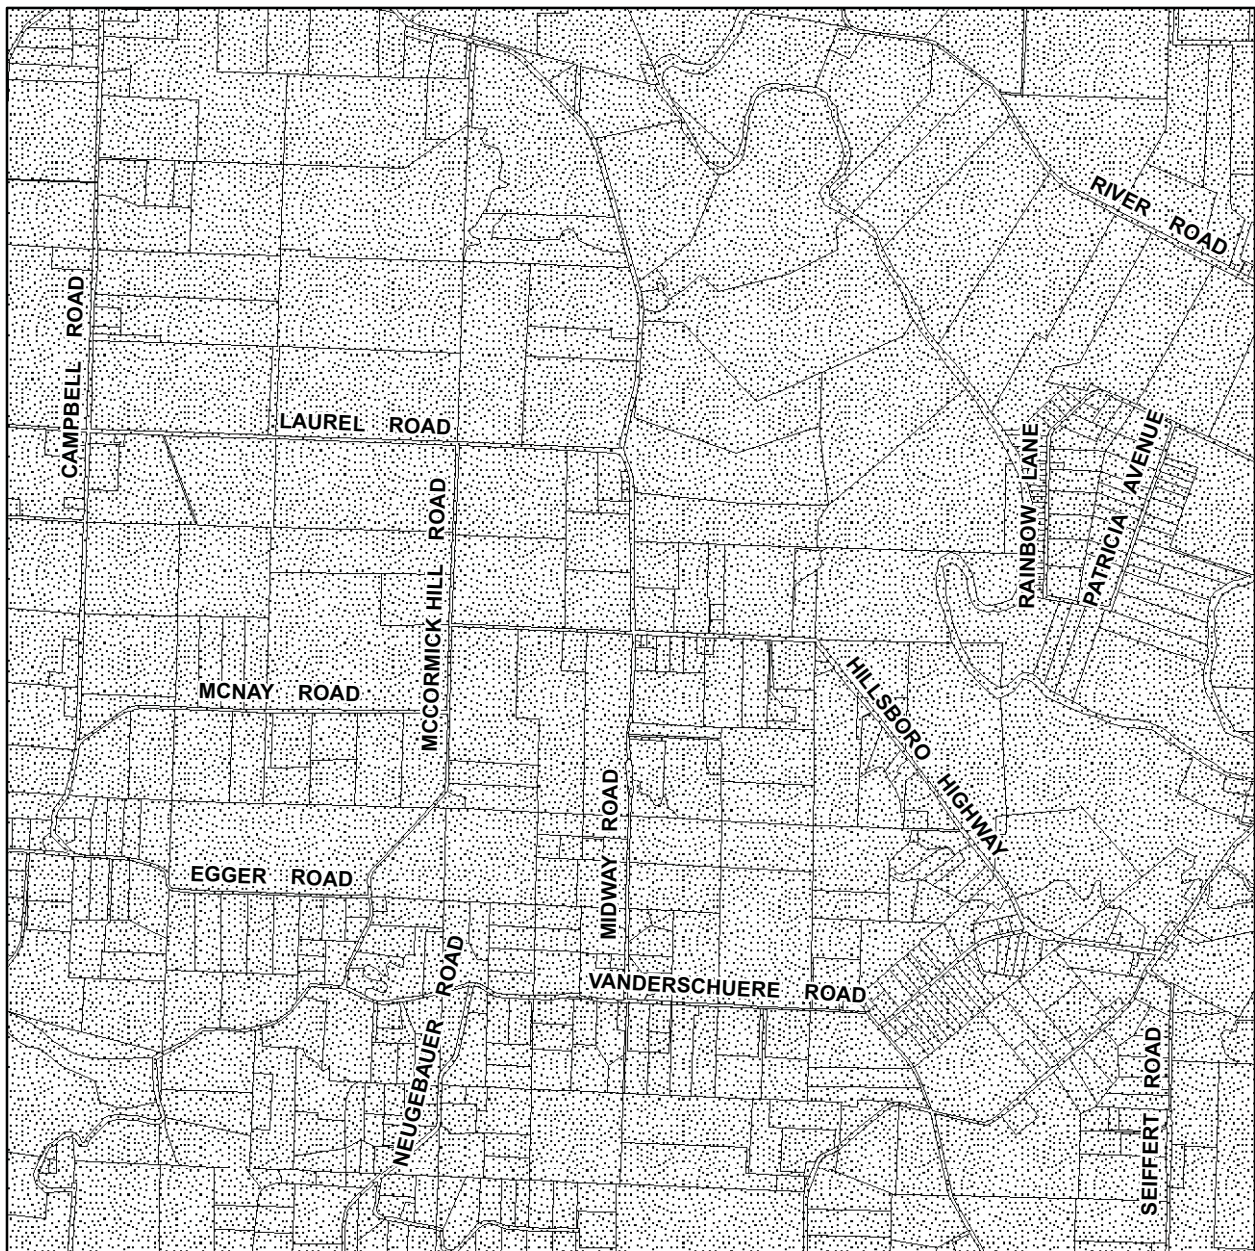 RIVER ROAD
CAMPBELL ROAD
LAUREL ROAD
RAINBOW LANE
PATRICIA AVENUE
MCCORMICK HILL ROAD
MCNAY ROAD
HILLSBORO HIGHWAY
MIDWAY ROAD
EGGER ROAD
NEUGEBAUER ROAD
VANDERSCHUERE ROAD
SEIFFERT ROAD